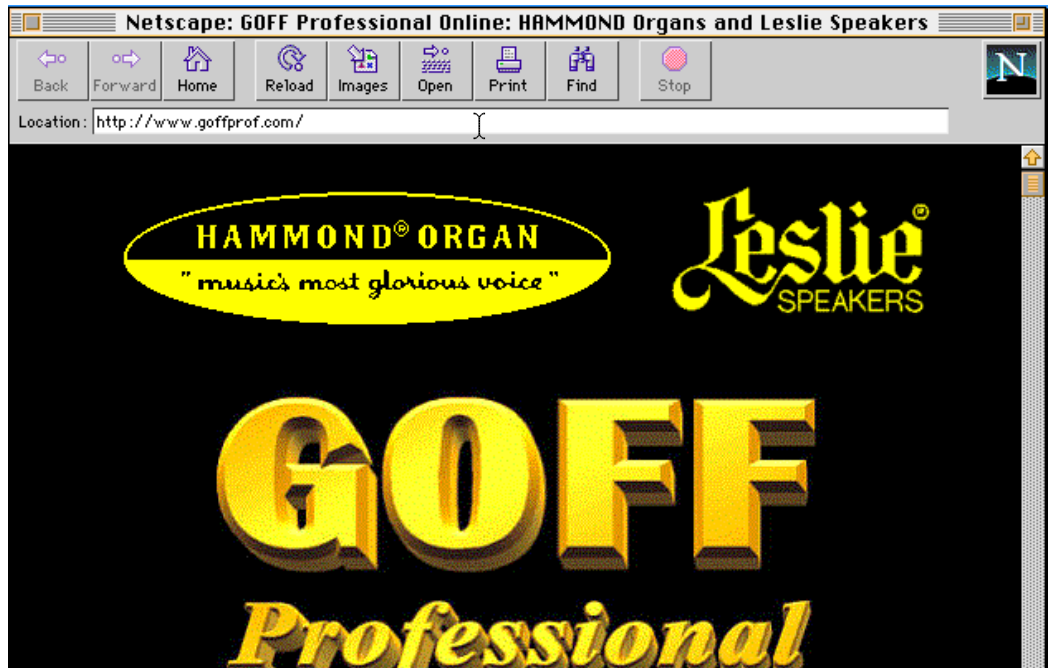 Netscape: GOFF Professional Online: HAMMOND Organs and Leslie Speakers
Back Forward Home Reload Images Open Print Find Stop
N
Location: http://www.goffprof.com/
HAMMOND® ORGAN
"music's most glorious voice"
Leslie®
SPEAKERS
GOFF
Professional